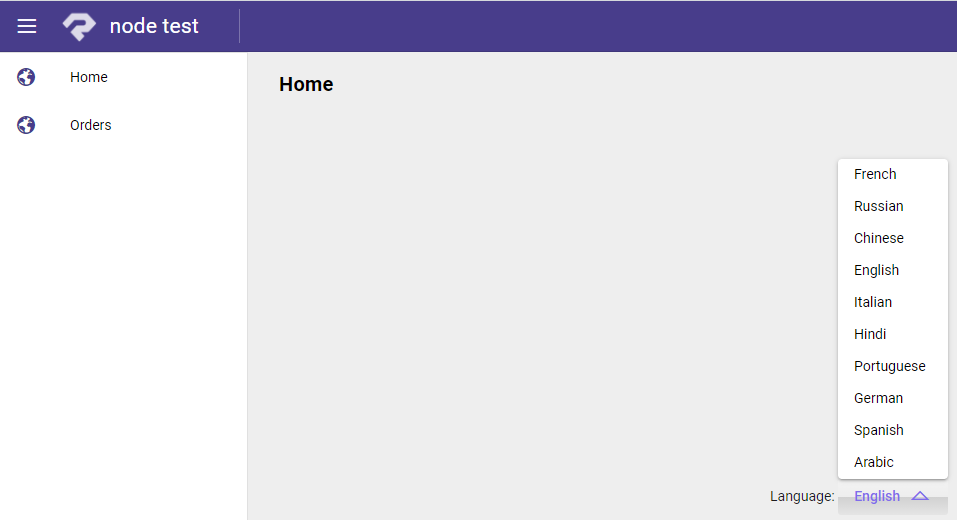 node test
Home
Orders
Home
French
Russian
Chinese
English
Italian
Hindi
Portuguese
German
Spanish
Arabic
Language: English